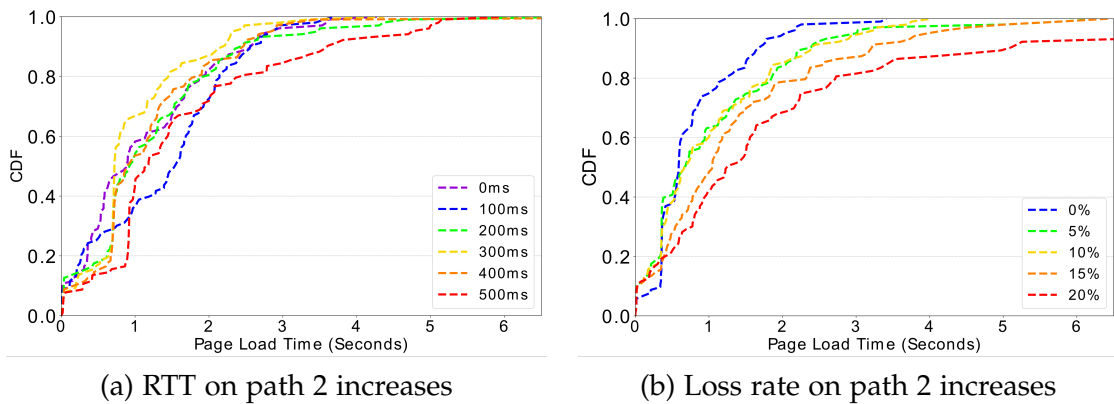 1.0
0.8
0.6
0.4
0.2
0.0
CDF
0 1 2 3 4 5 6
Page Load Time (Seconds)
0ms
100ms
200ms
300ms
400ms
500ms
(a) RTT on path 2 increases
1.0
0.8
0.6
0.4
0.2
0.0
CDF
0 1 2 3 4 5 6
Page Load Time (Seconds)
0%
5%
10%
15%
20%
(b) Loss rate on path 2 increases